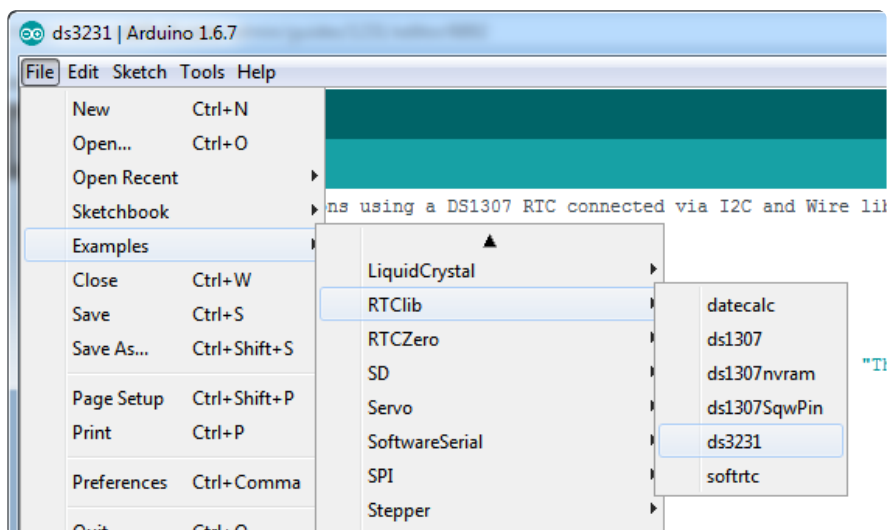 ds3231 | Arduino 1.6.7
File Edit Sketch Tools Help
New Ctrl+N
Open... Ctrl+O
Open Recent
Sketchbook
Examples
Close Ctrl+W
Save Ctrl+S
Save As... Ctrl+Shift+S
Page Setup Ctrl+Shift+P
Print Ctrl+P
Preferences Ctrl+Comma
Quit Ctrl+Q
ns using a DS1307 RTC connected via I2C and Wire lib
"Th
LiquidCrystal
RTClib
RTCZero
SD
Servo
SoftwareSerial
SPI
Stepper
datecalc
ds1307
ds1307nvram
ds1307SqwPin
ds3231
softrtc